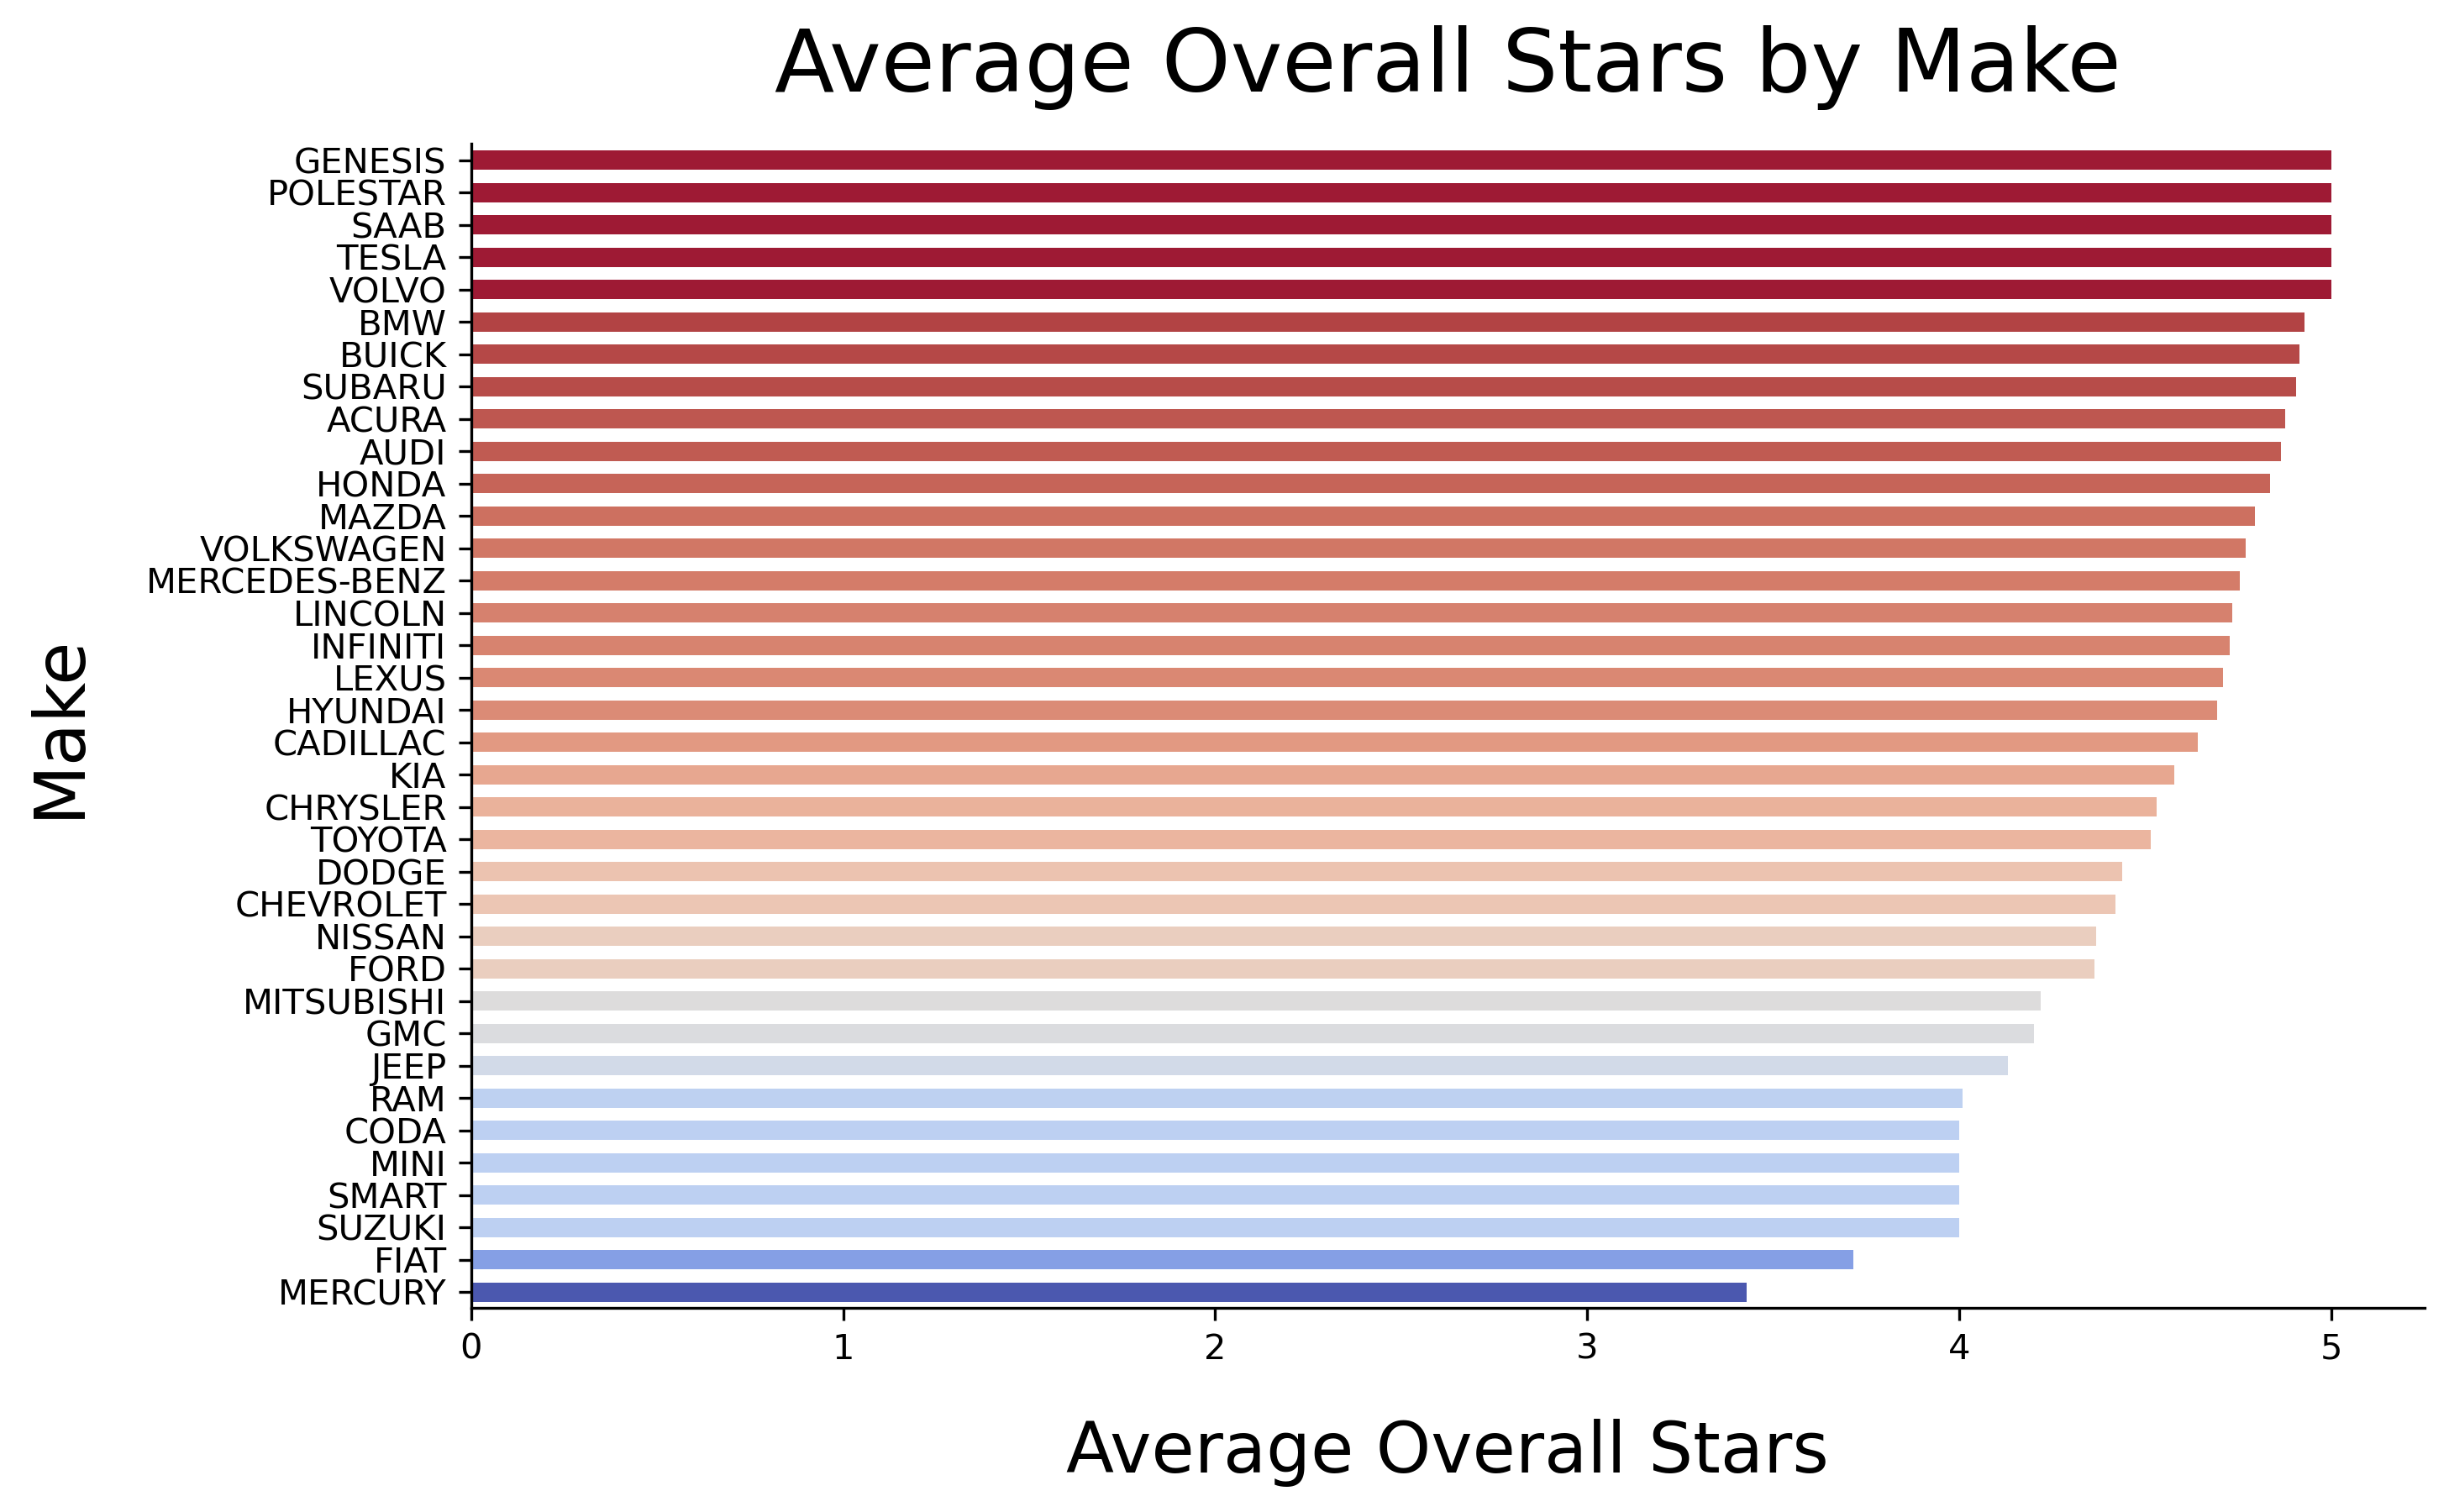 Average Overall Stars by Make
Make
GENESIS
POLESTAR
SAAB
TESLA
VOLVO
BMW
BUICK
SUBARU
ACURA
AUDI
HONDA
MAZDA
VOLKSWAGEN
MERCEDES-BENZ
LINCOLN
INFINITI
LEXUS
HYUNDAI
CADILLAC
KIA
CHRYSLER
TOYOTA
DODGE
CHEVROLET
NISSAN
FORD
MITSUBISHI
GMC
JEEP
RAM
CODA
MINI
SMART
SUZUKI
FIAT
MERCURY
0 1 2 3 4 5
Average Overall Stars